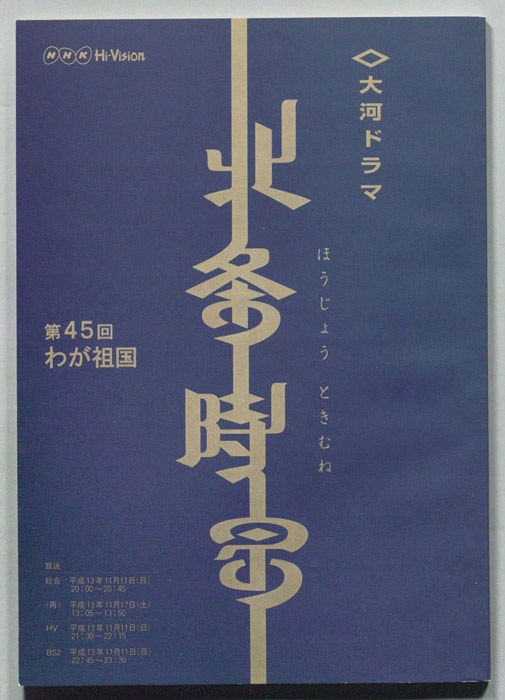 NHK Hi-Vision
大河ドラマ
北条時宗
ほうじょう ときむね
第45回
わが祖国
放送
総合 平成13年11月11日(日)
20:00〜20:45
(再) 平成13年11月17日(土)
13:05〜13:50
HV 平成13年11月11日(日)
21:30〜22:15
BS2 平成13年11月11日(日)
22:45〜23:30